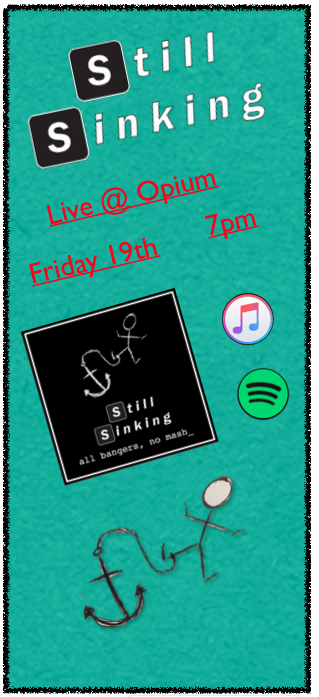 Still
Sinking
Live @ Opium
7pm
Friday 19th
Still
Sinking
all bangers, no mash_